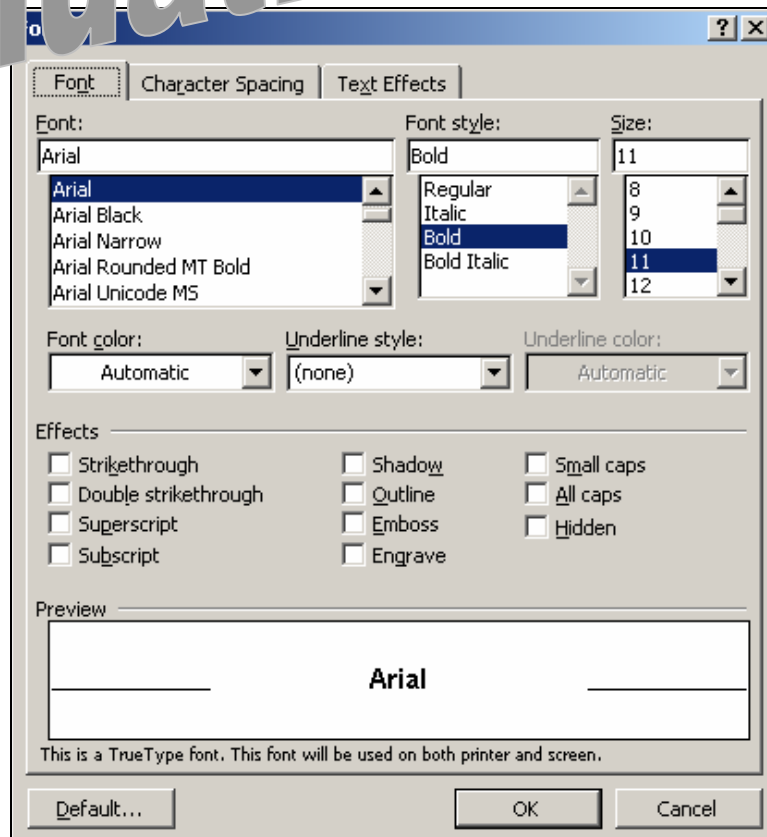 Fo
Font Character Spacing Text Effects
Font: Font style: Size:
Arial Bold 11
Arial Regular 8
Arial Black Italic 9
Arial Narrow Bold 10
Arial Rounded MT Bold Bold Italic 11
Arial Unicode MS 12
Font color: Underline style: Underline color:
Automatic (none) Automatic
Effects
Strikethrough Shadow Small caps
Double strikethrough Outline All caps
Superscript Emboss Hidden
Subscript Engrave
Preview
Arial
This is a TrueType font. This font will be used on both printer and screen.
Default... OK Cancel